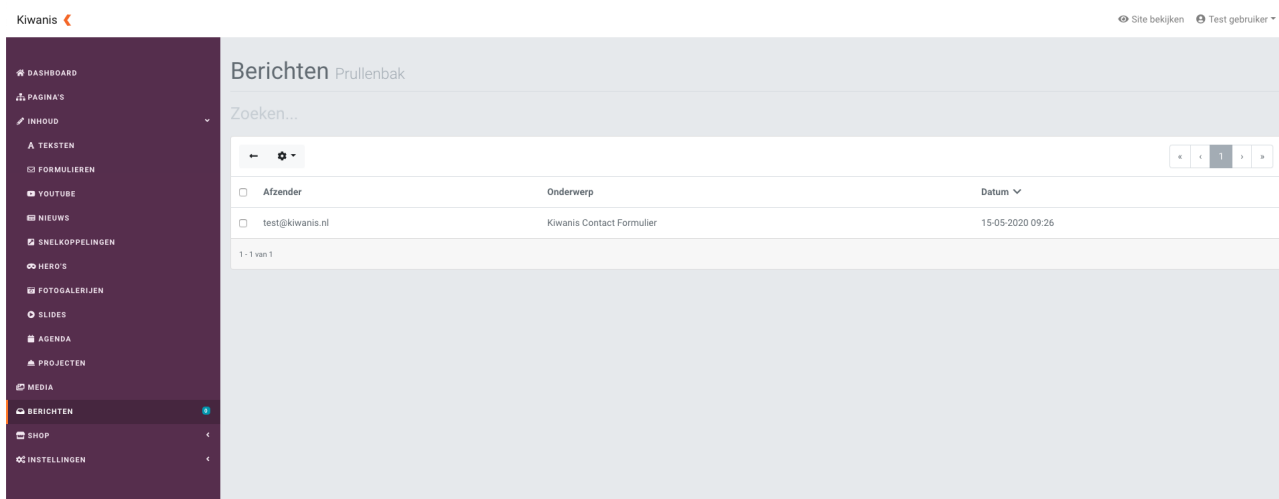 Kiwanis
Site bekijken Test gebruiker
DASHBOARD
PAGINA'S
INHOUD
TEKSTEN
FORMULIEREN
YOUTUBE
NIEUWS
SNELKOPPELINGEN
HERO'S
FOTOGALERIJEN
SLIDES
AGENDA
PROJECTEN
MEDIA
BERICHTEN 0
SHOP
INSTELLINGEN
Berichten Prullenbak
Zoeken...
« ‹ 1 › »
Afzender Onderwerp Datum
test@kiwanis.nl Kiwanis Contact Formulier 15-05-2020 09:26
1 - 1 van 1